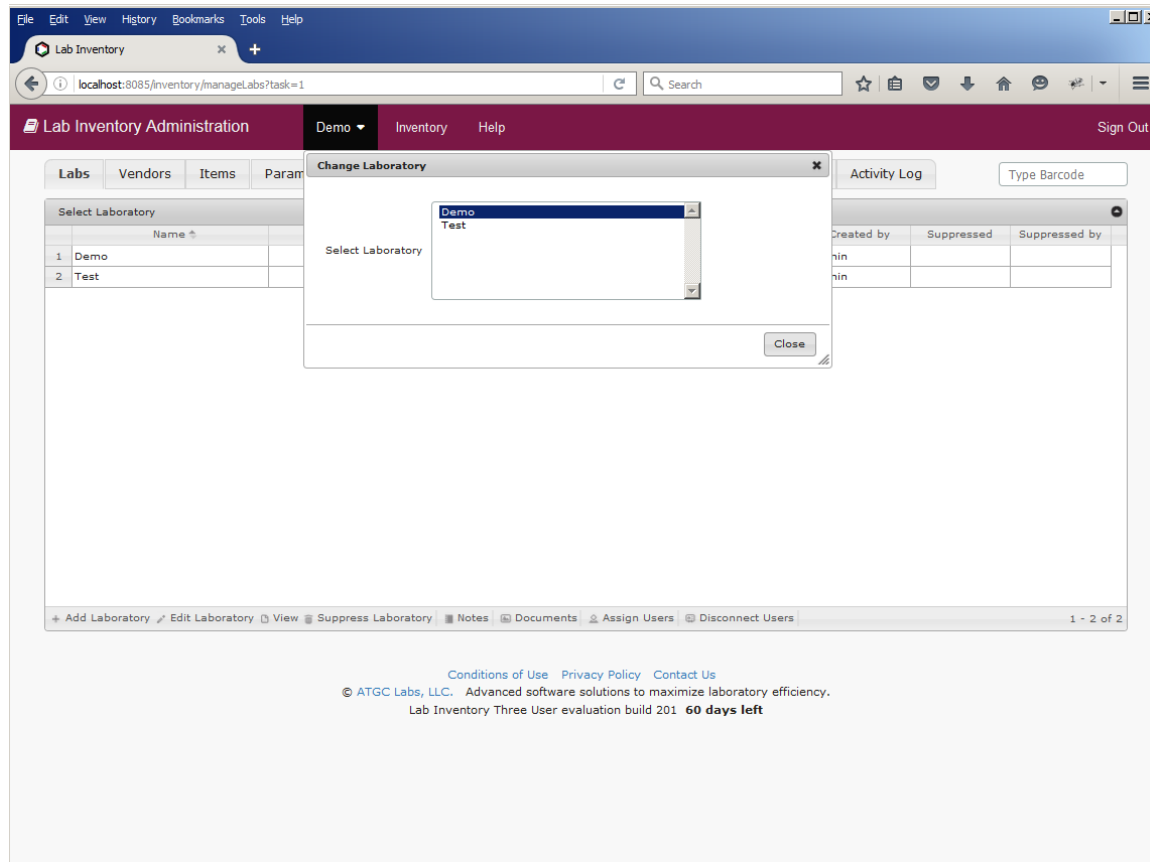 File Edit View History Bookmarks Tools Help
Lab Inventory
localhost:8085/inventory/manageLabs?task=1
Search
Lab Inventory Administration Demo Inventory Help Sign Out
Labs Vendors Items Param
Activity Log
Type Barcode
Change Laboratory
Select Laboratory
Demo
Test
Close
Select Laboratory
Name Created by Suppressed Suppressed by
1 Demo min
2 Test min
+ Add Laboratory Edit Laboratory View Suppress Laboratory Notes Documents Assign Users Disconnect Users 1 - 2 of 2
Conditions of Use Privacy Policy Contact Us
© ATGC Labs, LLC. Advanced software solutions to maximize laboratory efficiency.
Lab Inventory Three User evaluation build 201 60 days left